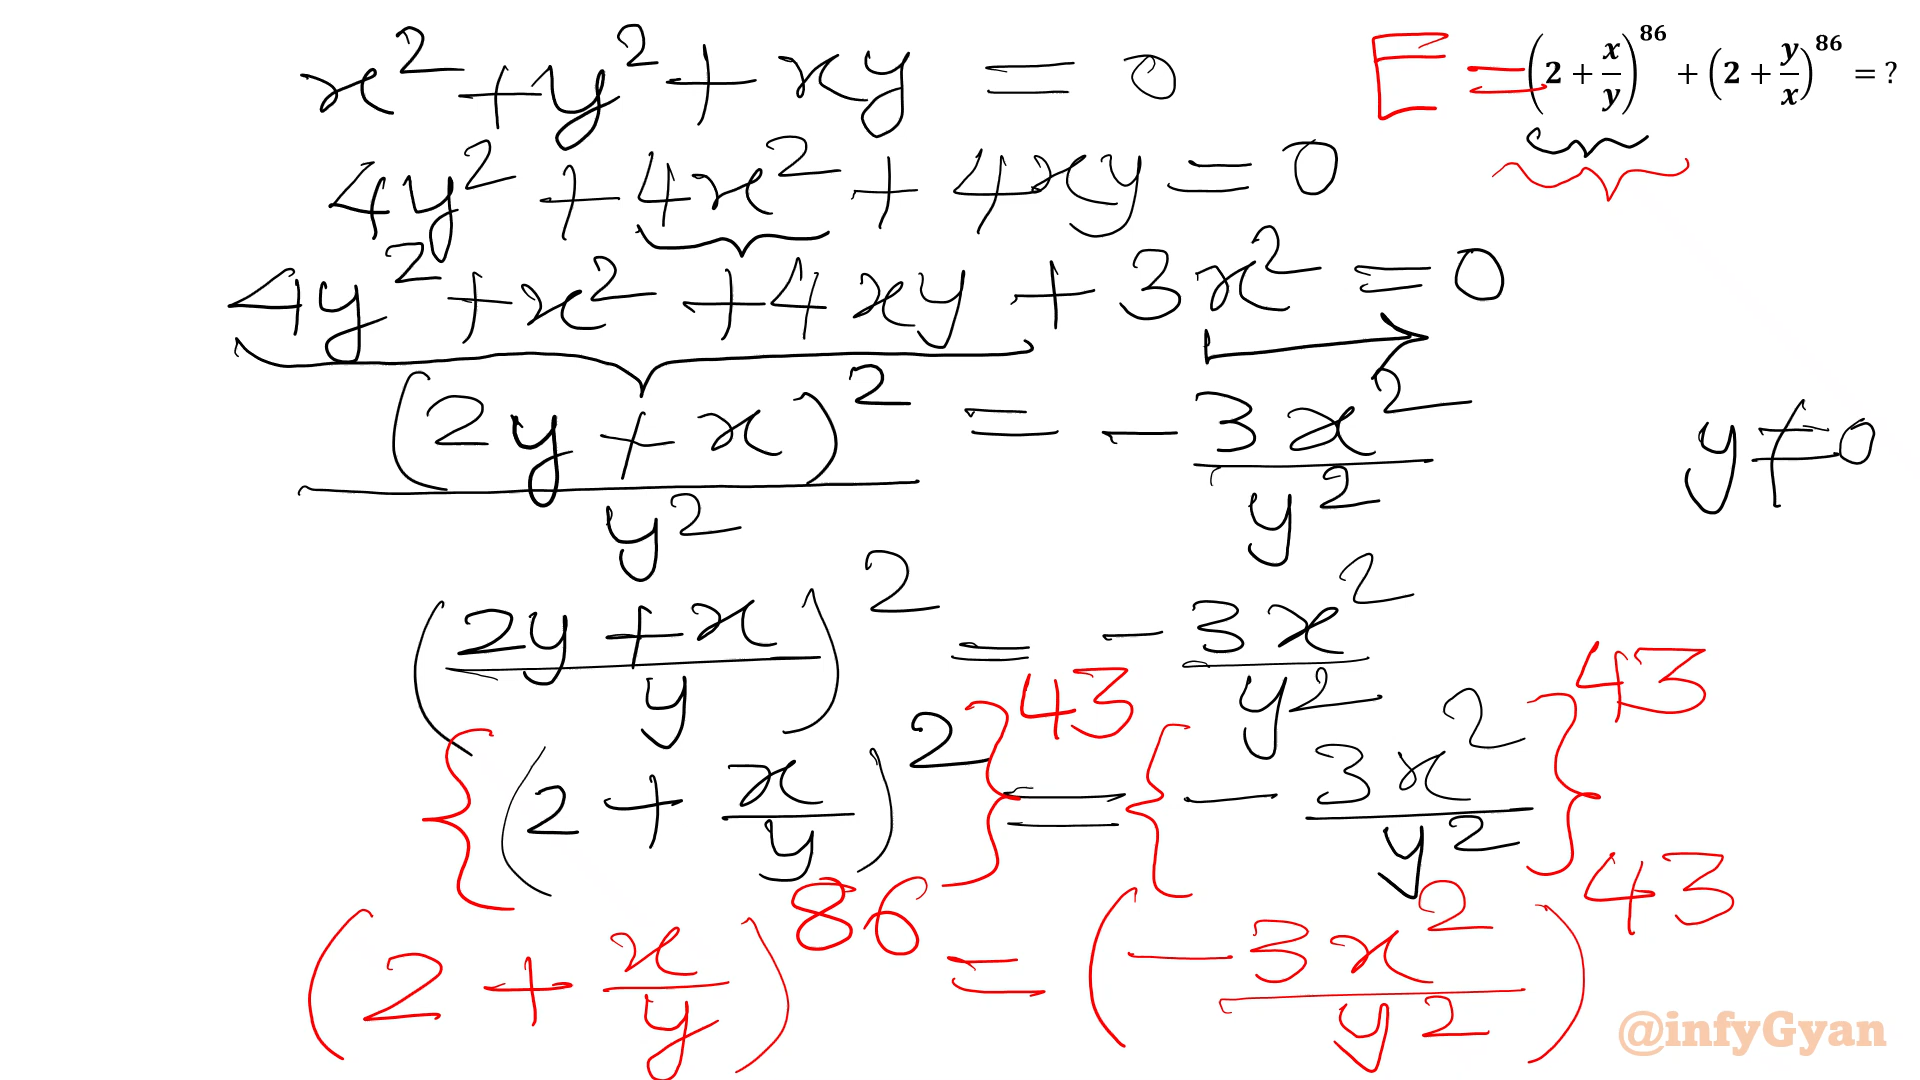 x² + y² + xy = 0
E = (2 + x/y)^86 + (2 + y/x)^86 = ?
4y² + 4x² + 4xy = 0
4y² + x² + 4xy + 3x² = 0
(2y + x)² / y² = - 3x² / y²
y ≠ 0
((2y + x) / y)² = - 3x² / y²
{(2 + x/y)²}^43 = {- 3x² / y²}^43
(2 + x/y)^86 = (- 3x² / y²)^43
@infyGyan